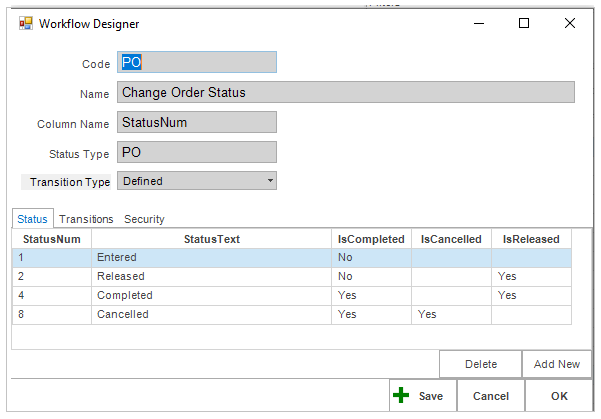 Workflow Designer
Code PO
Name Change Order Status
Column Name StatusNum
Status Type PO
Transition Type Defined
Status Transitions Security
StatusNum StatusText IsCompleted IsCancelled IsReleased
1 Entered No
2 Released No Yes
4 Completed Yes Yes
8 Cancelled Yes Yes
Delete Add New
Save Cancel OK